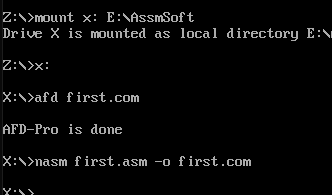 Z:\>mount x: E:\AssmSoft
Drive X is mounted as local directory E:\
Z:\>x:
X:\>afd first.com
AFD-Pro is done
X:\>nasm first.asm -o first.com
X:\>